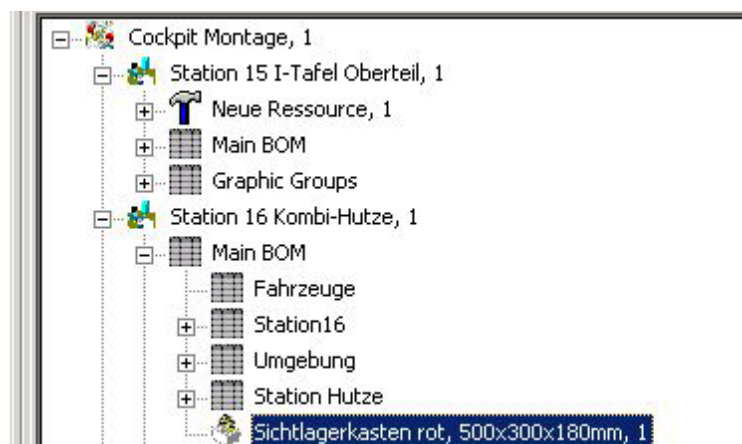 Cockpit Montage, 1
Station 15 I-Tafel Oberteil, 1
Neue Ressource, 1
Main BOM
Graphic Groups
Station 16 Kombi-Hutze, 1
Main BOM
Fahrzeuge
Station16
Umgebung
Station Hutze
Sichtlagerkasten rot, 500x300x180mm, 1